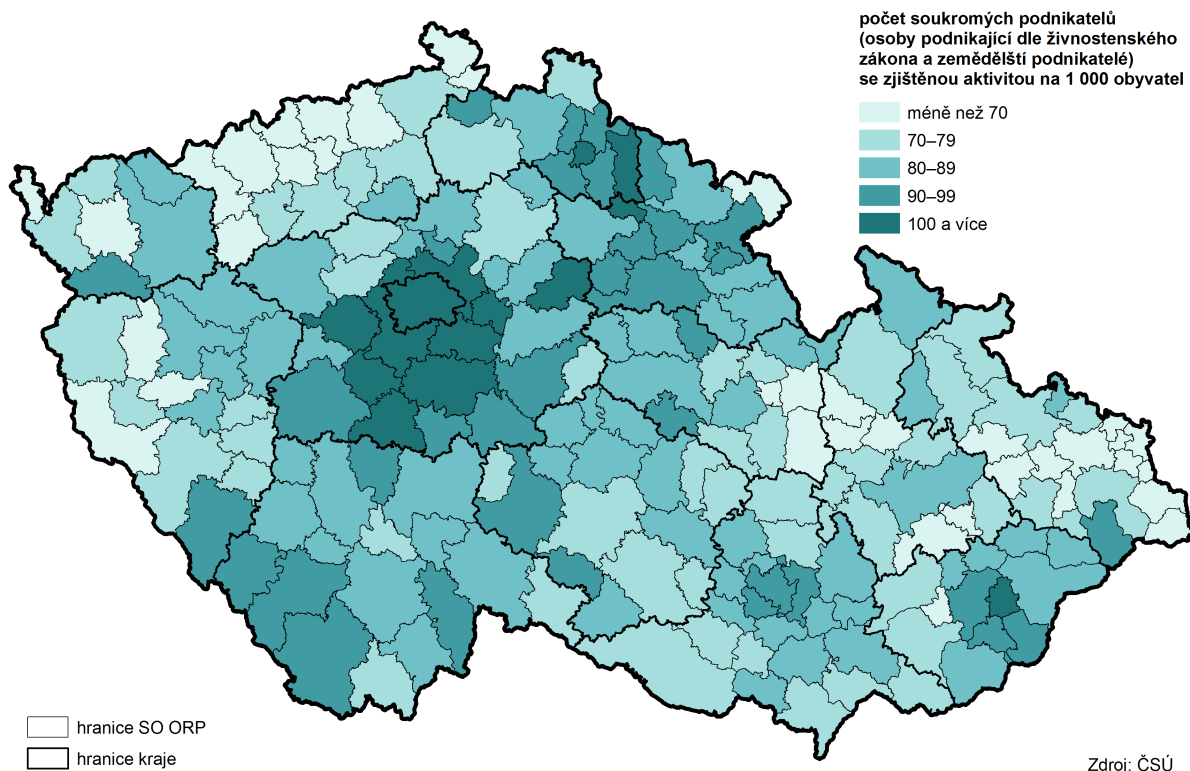 počet soukromých podnikatelů
(osoby podnikající dle živnostenského
zákona a zemědělští podnikatelé)
se zjištěnou aktivitou na 1 000 obyvatel
méně než 70
70–79
80–89
90–99
100 a více
hranice SO ORP
hranice kraje
Zdroj: ČSÚ